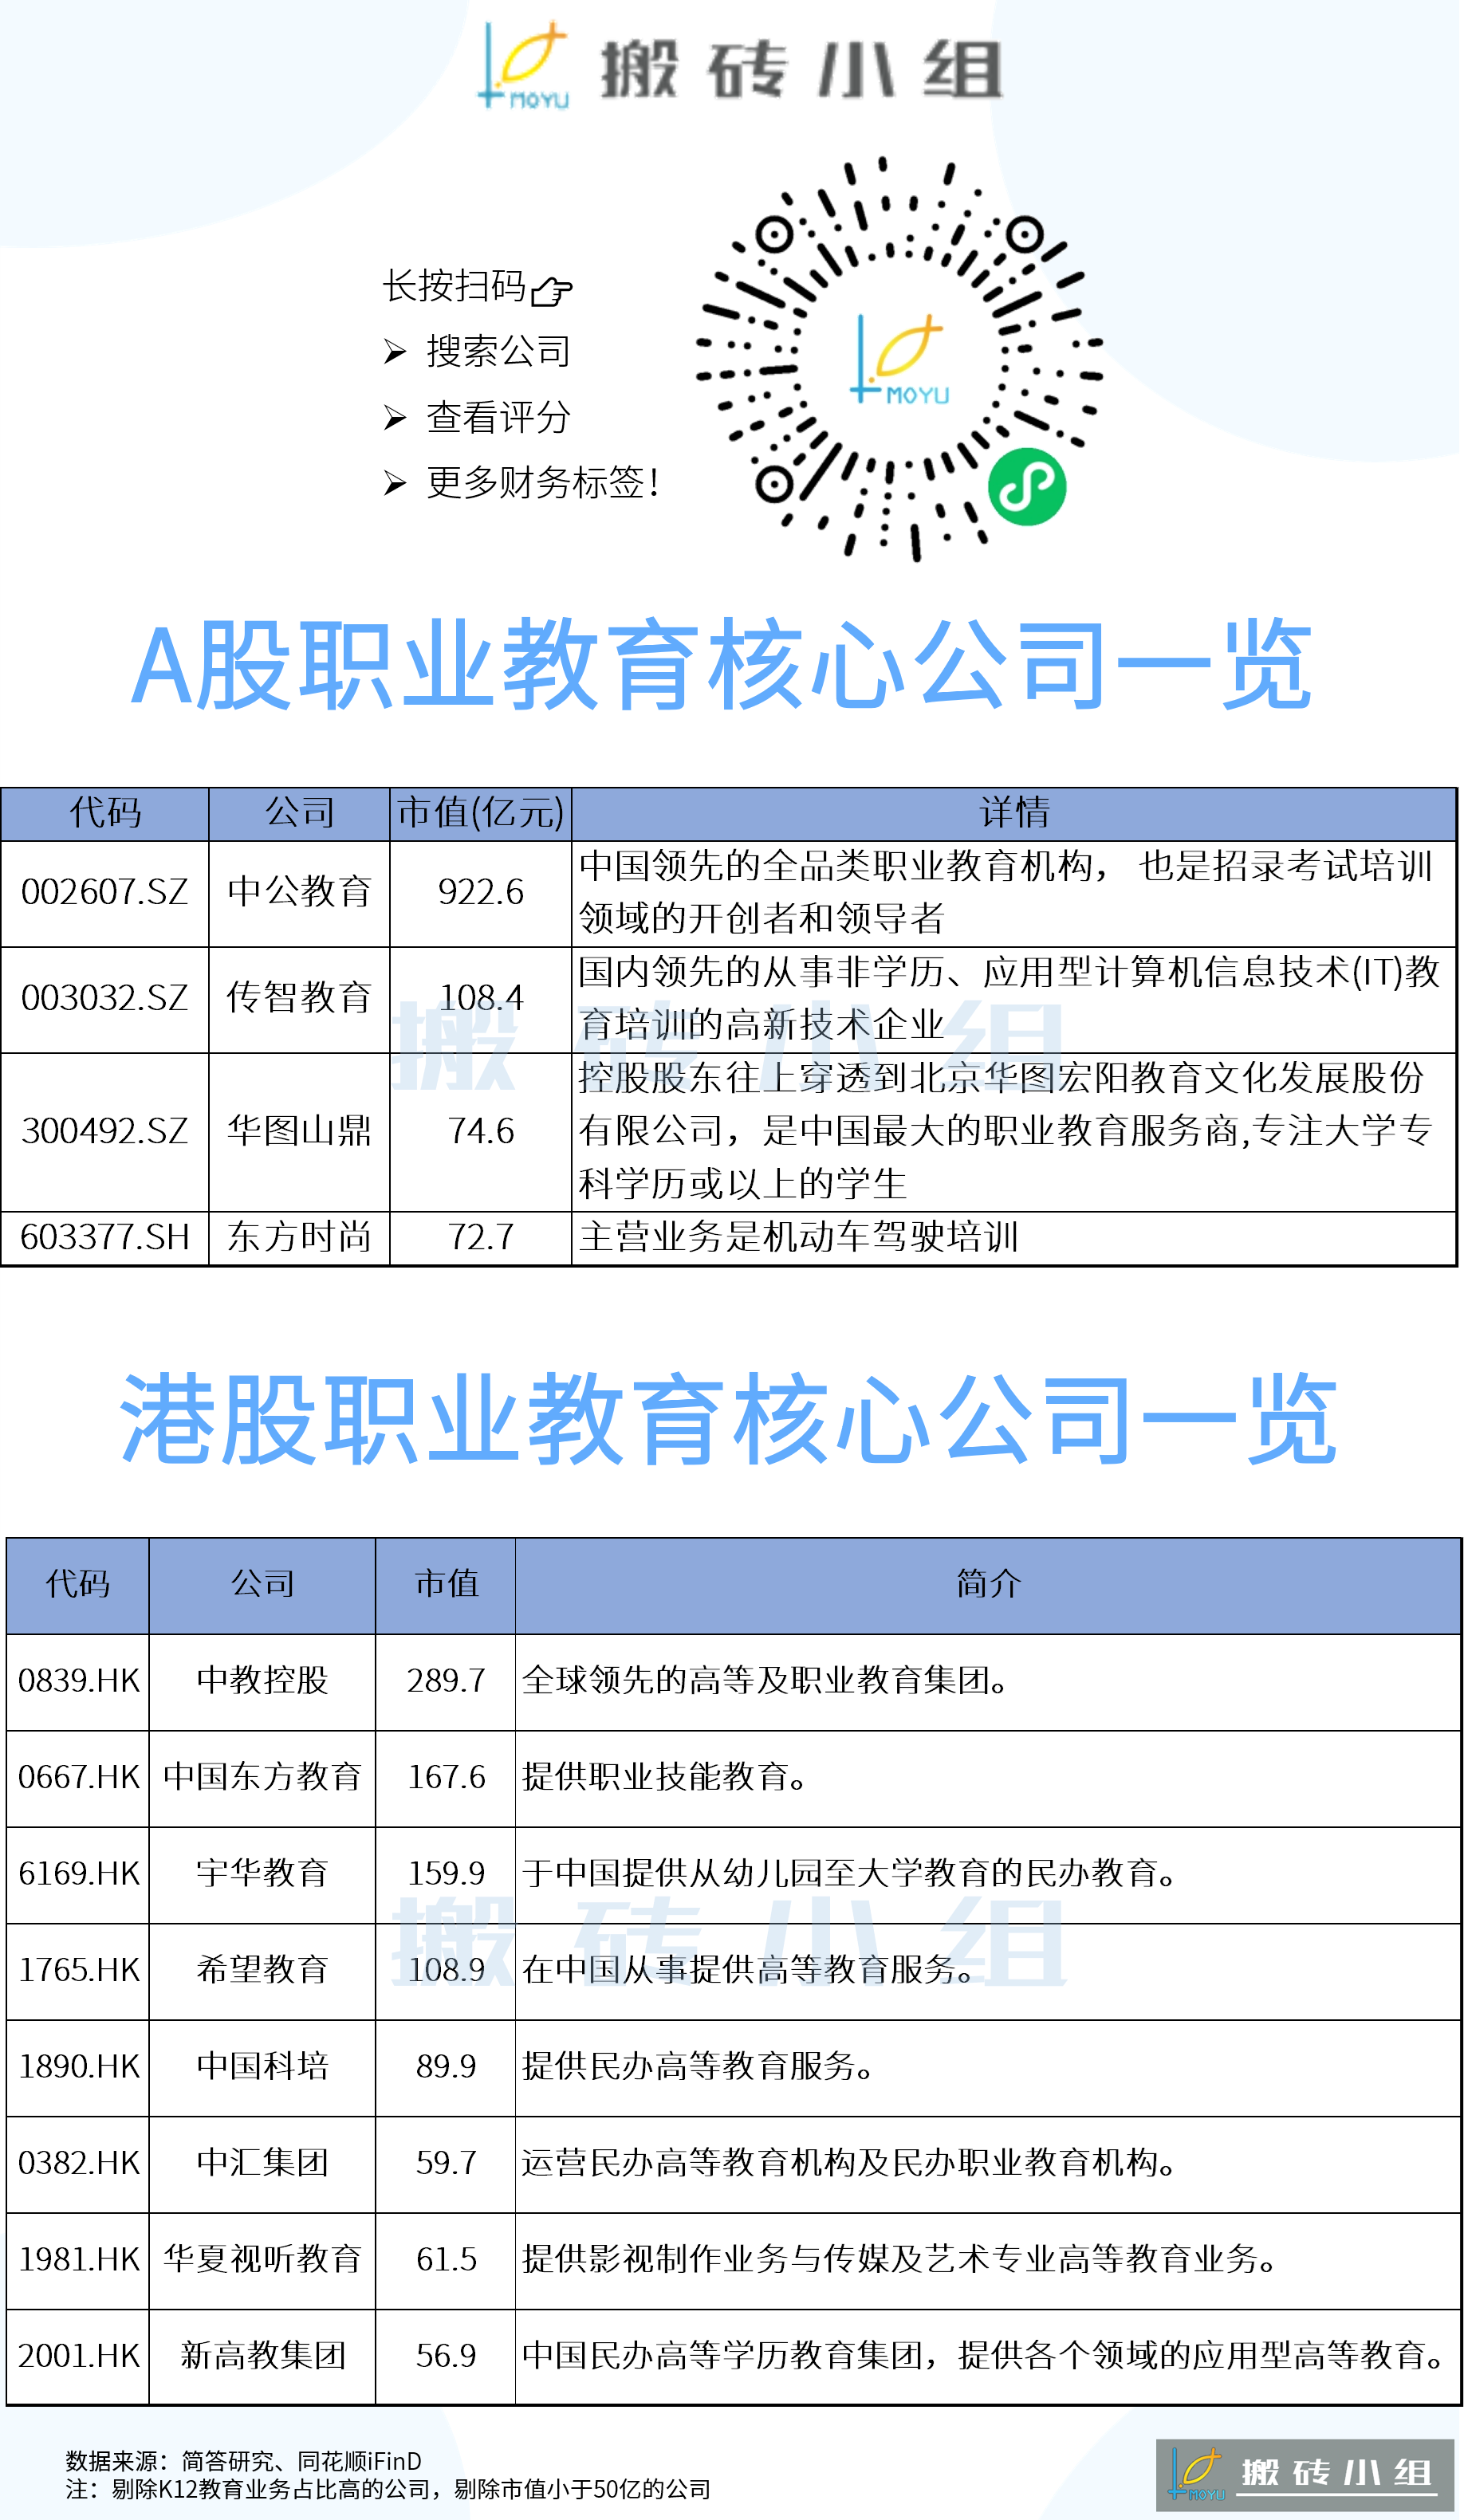 MOYU 搬砖小组
长按扫码
搜索公司
查看评分
更多财务标签！
MOYU
A股职业教育核心公司一览
代码 公司 市值(亿元) 详情
002607.SZ 中公教育 922.6 中国领先的全品类职业教育机构， 也是招录考试培训
领域的开创者和领导者
003032.SZ 传智教育 108.4 国内领先的从事非学历、应用型计算机信息技术(IT)教
育培训的高新技术企业
搬砖小组
300492.SZ 华图山鼎 74.6 控股股东往上穿透到北京华图宏阳教育文化发展股份
有限公司，是中国最大的职业教育服务商,专注大学专
科学历或以上的学生
603377.SH 东方时尚 72.7 主营业务是机动车驾驶培训
港股职业教育核心公司一览
代码 公司 市值 简介
0839.HK 中教控股 289.7 全球领先的高等及职业教育集团。
0667.HK 中国东方教育 167.6 提供职业技能教育。
6169.HK 宇华教育 159.9 于中国提供从幼儿园至大学教育的民办教育。
搬砖小组
1765.HK 希望教育 108.9 在中国从事提供高等教育服务。
1890.HK 中国科培 89.9 提供民办高等教育服务。
0382.HK 中汇集团 59.7 运营民办高等教育机构及民办职业教育机构。
1981.HK 华夏视听教育 61.5 提供影视制作业务与传媒及艺术专业高等教育业务。
2001.HK 新高教集团 56.9 中国民办高等学历教育集团，提供各个领域的应用型高等教育。
数据来源：简答研究、同花顺iFinD
注：剔除K12教育业务占比高的公司，剔除市值小于50亿的公司
MOYU 搬砖小组